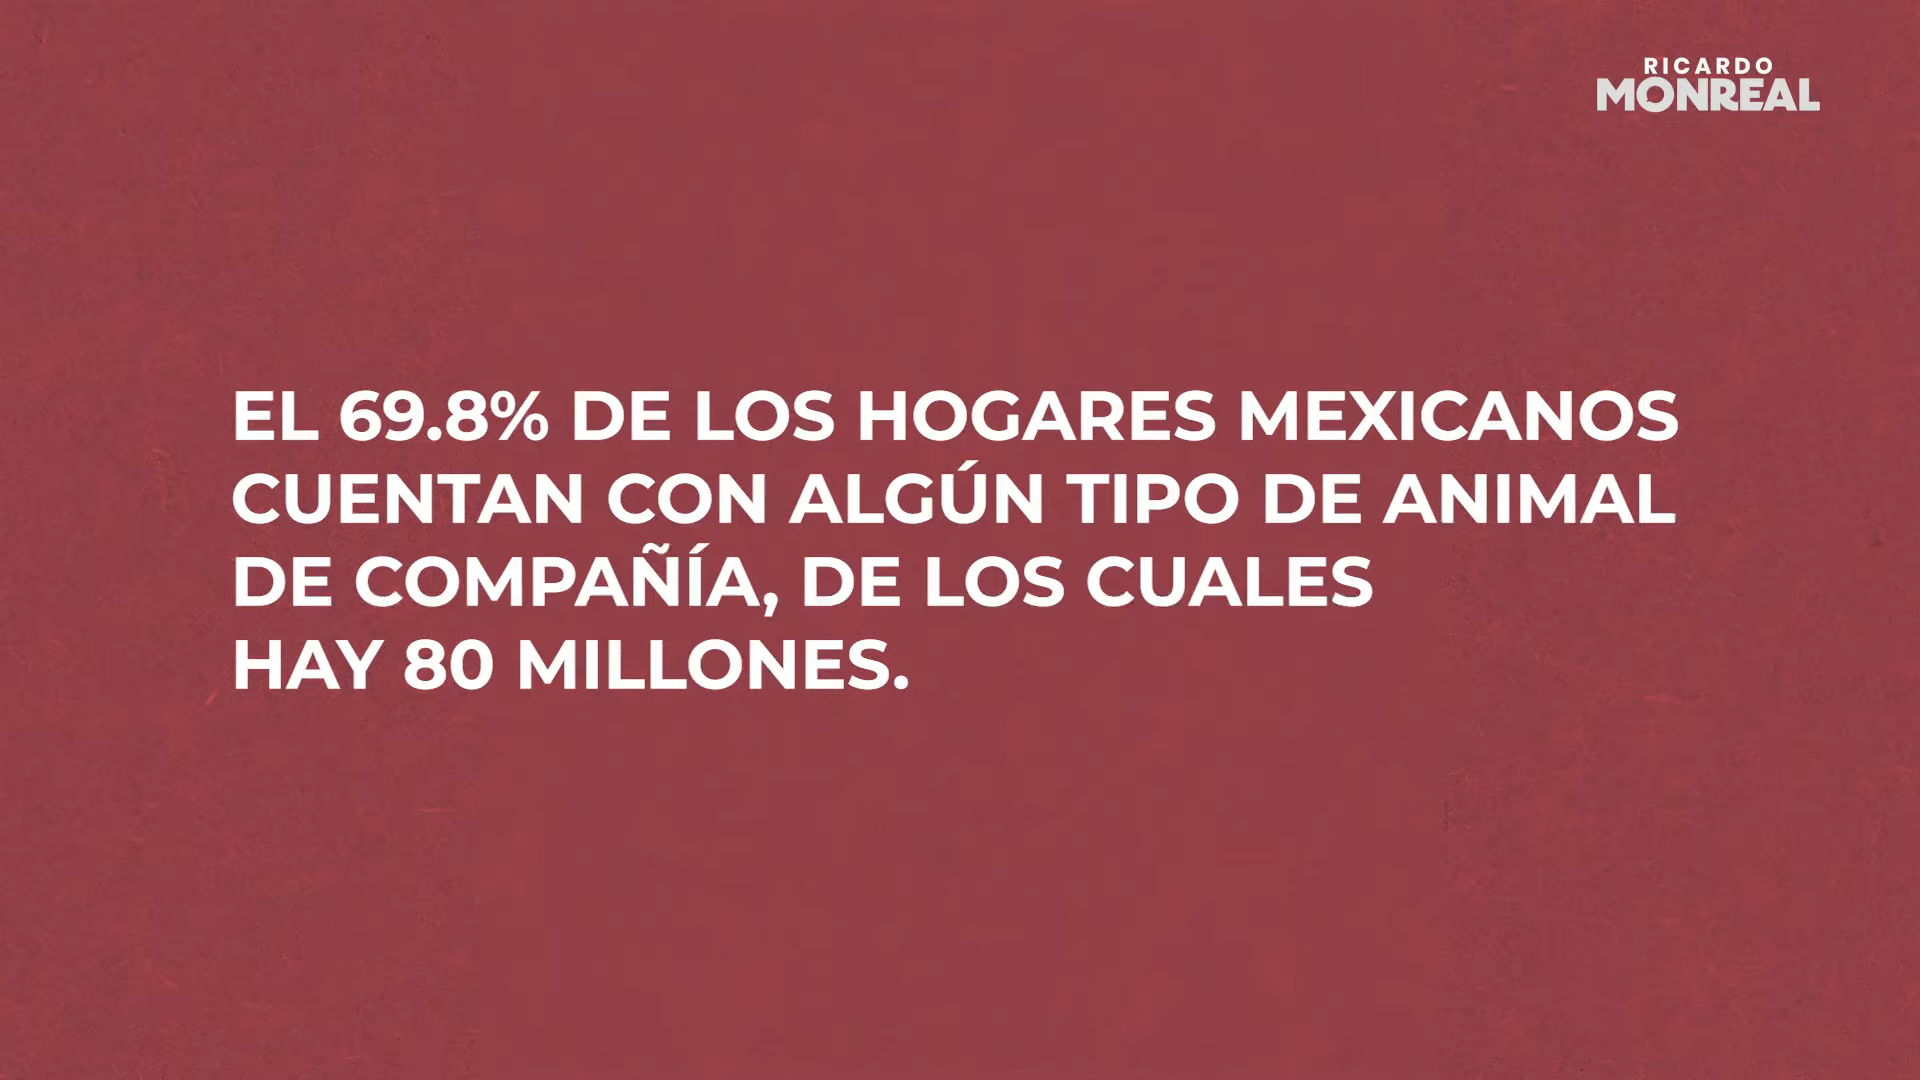 RICARDO
MONREAL
EL 69.8% DE LOS HOGARES MEXICANOS
CUENTAN CON ALGÚN TIPO DE ANIMAL
DE COMPAÑÍA, DE LOS CUALES
HAY 80 MILLONES.